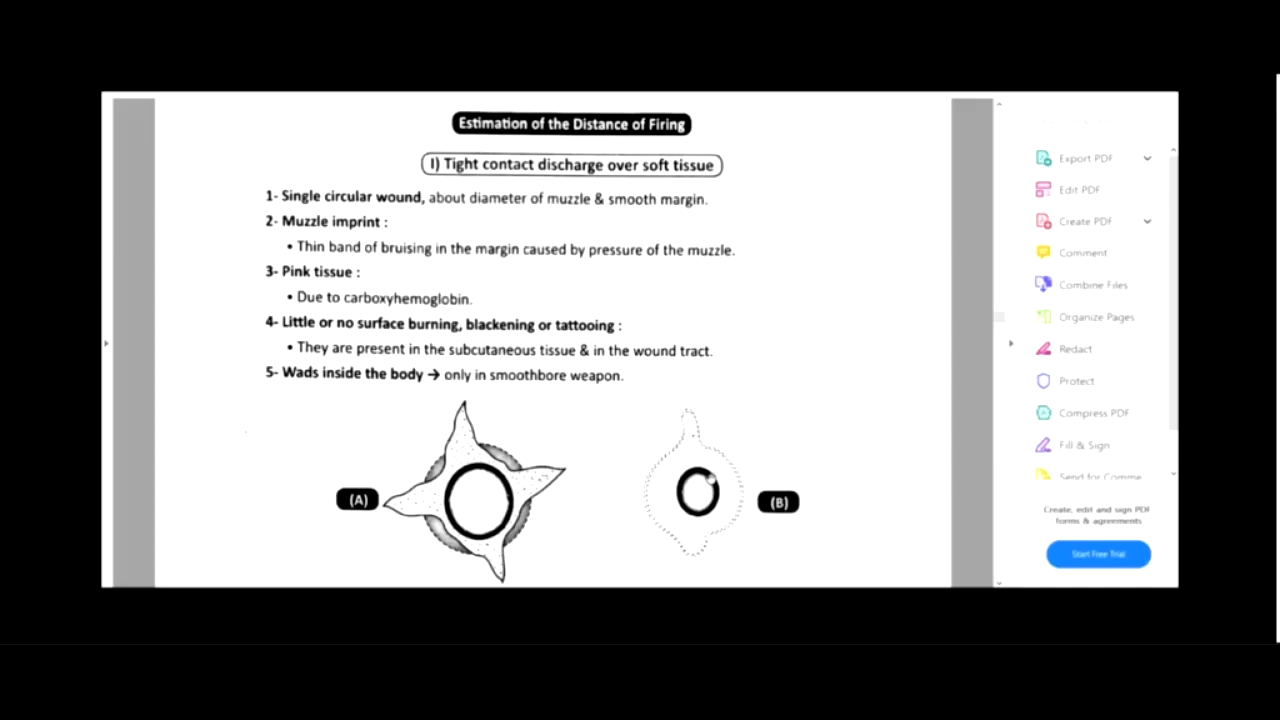 Estimation of the Distance of Firing
I) Tight contact discharge over soft tissue
1- Single circular wound, about diameter of muzzle & smooth margin.
2- Muzzle imprint :
• Thin band of bruising in the margin caused by pressure of the muzzle.
3- Pink tissue :
• Due to carboxyhemoglobin.
4- Little or no surface burning, blackening or tattooing :
• They are present in the subcutaneous tissue & in the wound tract.
5- Wads inside the body → only in smoothbore weapon.
(A)
(B)
Export PDF
Edit PDF
Create PDF
Comment
Combine Files
Organize Pages
Redact
Protect
Compress PDF
Fill & Sign
Send for Comme
Create, edit and sign PDF
forms & agreements
Start Free Trial